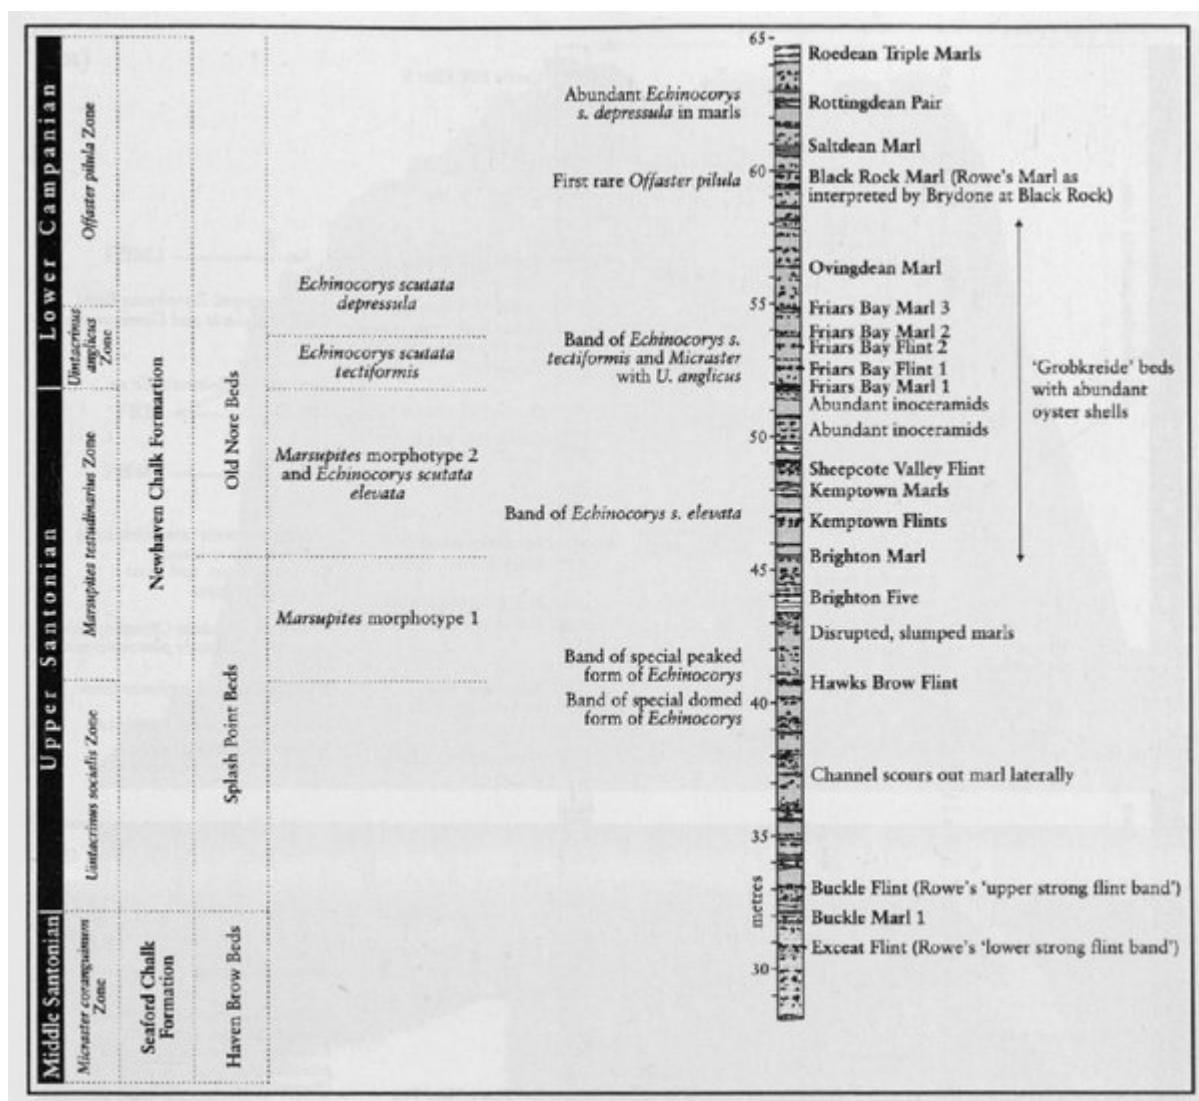 Lower Campanian
Upper Santonian
Middle Santonian
Offaster pilula Zone
Uintacrinus
anglicus
Zone
Marsupites testudinarius Zone
Uintacrinus socialis Zone
Micraster coranguinum
Zone
Newhaven Chalk Formartion
Seaford Chalk
Formation
Old Nore Beds
Splash Point Beds
Haven Brow Beds
Echinocorys scutata
depressula
Echinocorys scutata
tectiformis
Marsupites morphotype 2
and Echinocorys scutata
elevata
Marsupites morphotype 1
Abundant Echinocorys
s. depressula in marls
First rare Offaster pilula
Band of Echinocorys s.
tectiformis and Micraster
with U. anglicus
Band of Echinocorys s. elevata
Band of special peaked
form of Echinocorys
Band of special domed
form of Echinocorys
65
60
55
50
45
40
35
30
metres
Roedean Triple Marls
Rottingdean Pair
Saltdean Marl
Black Rock Marl (Rowe's Marl as
interpreted by Brydone at Black Rock)
Ovingdean Marl
Friars Bay Marl 3
Friars Bay Marl 2
Friars Bay Flint 2
Friars Bay Flint 1
Friars Bay Marl 1
Abundant inoceramids
Abundant inoceramids
Sheepcote Valley Flint
Kemptown Marls
Kemptown Flints
Brighton Marl
Brighton Five
Disrupted, slumped marls
Hawks Brow Flint
Channel scours out marl laterally
Buckle Flint (Rowe's 'upper strong flint band')
Buckle Marl 1
Exceat Flint (Rowe's 'lower strong flint band')
'Grobkreide' beds
with abundant
oyster shells